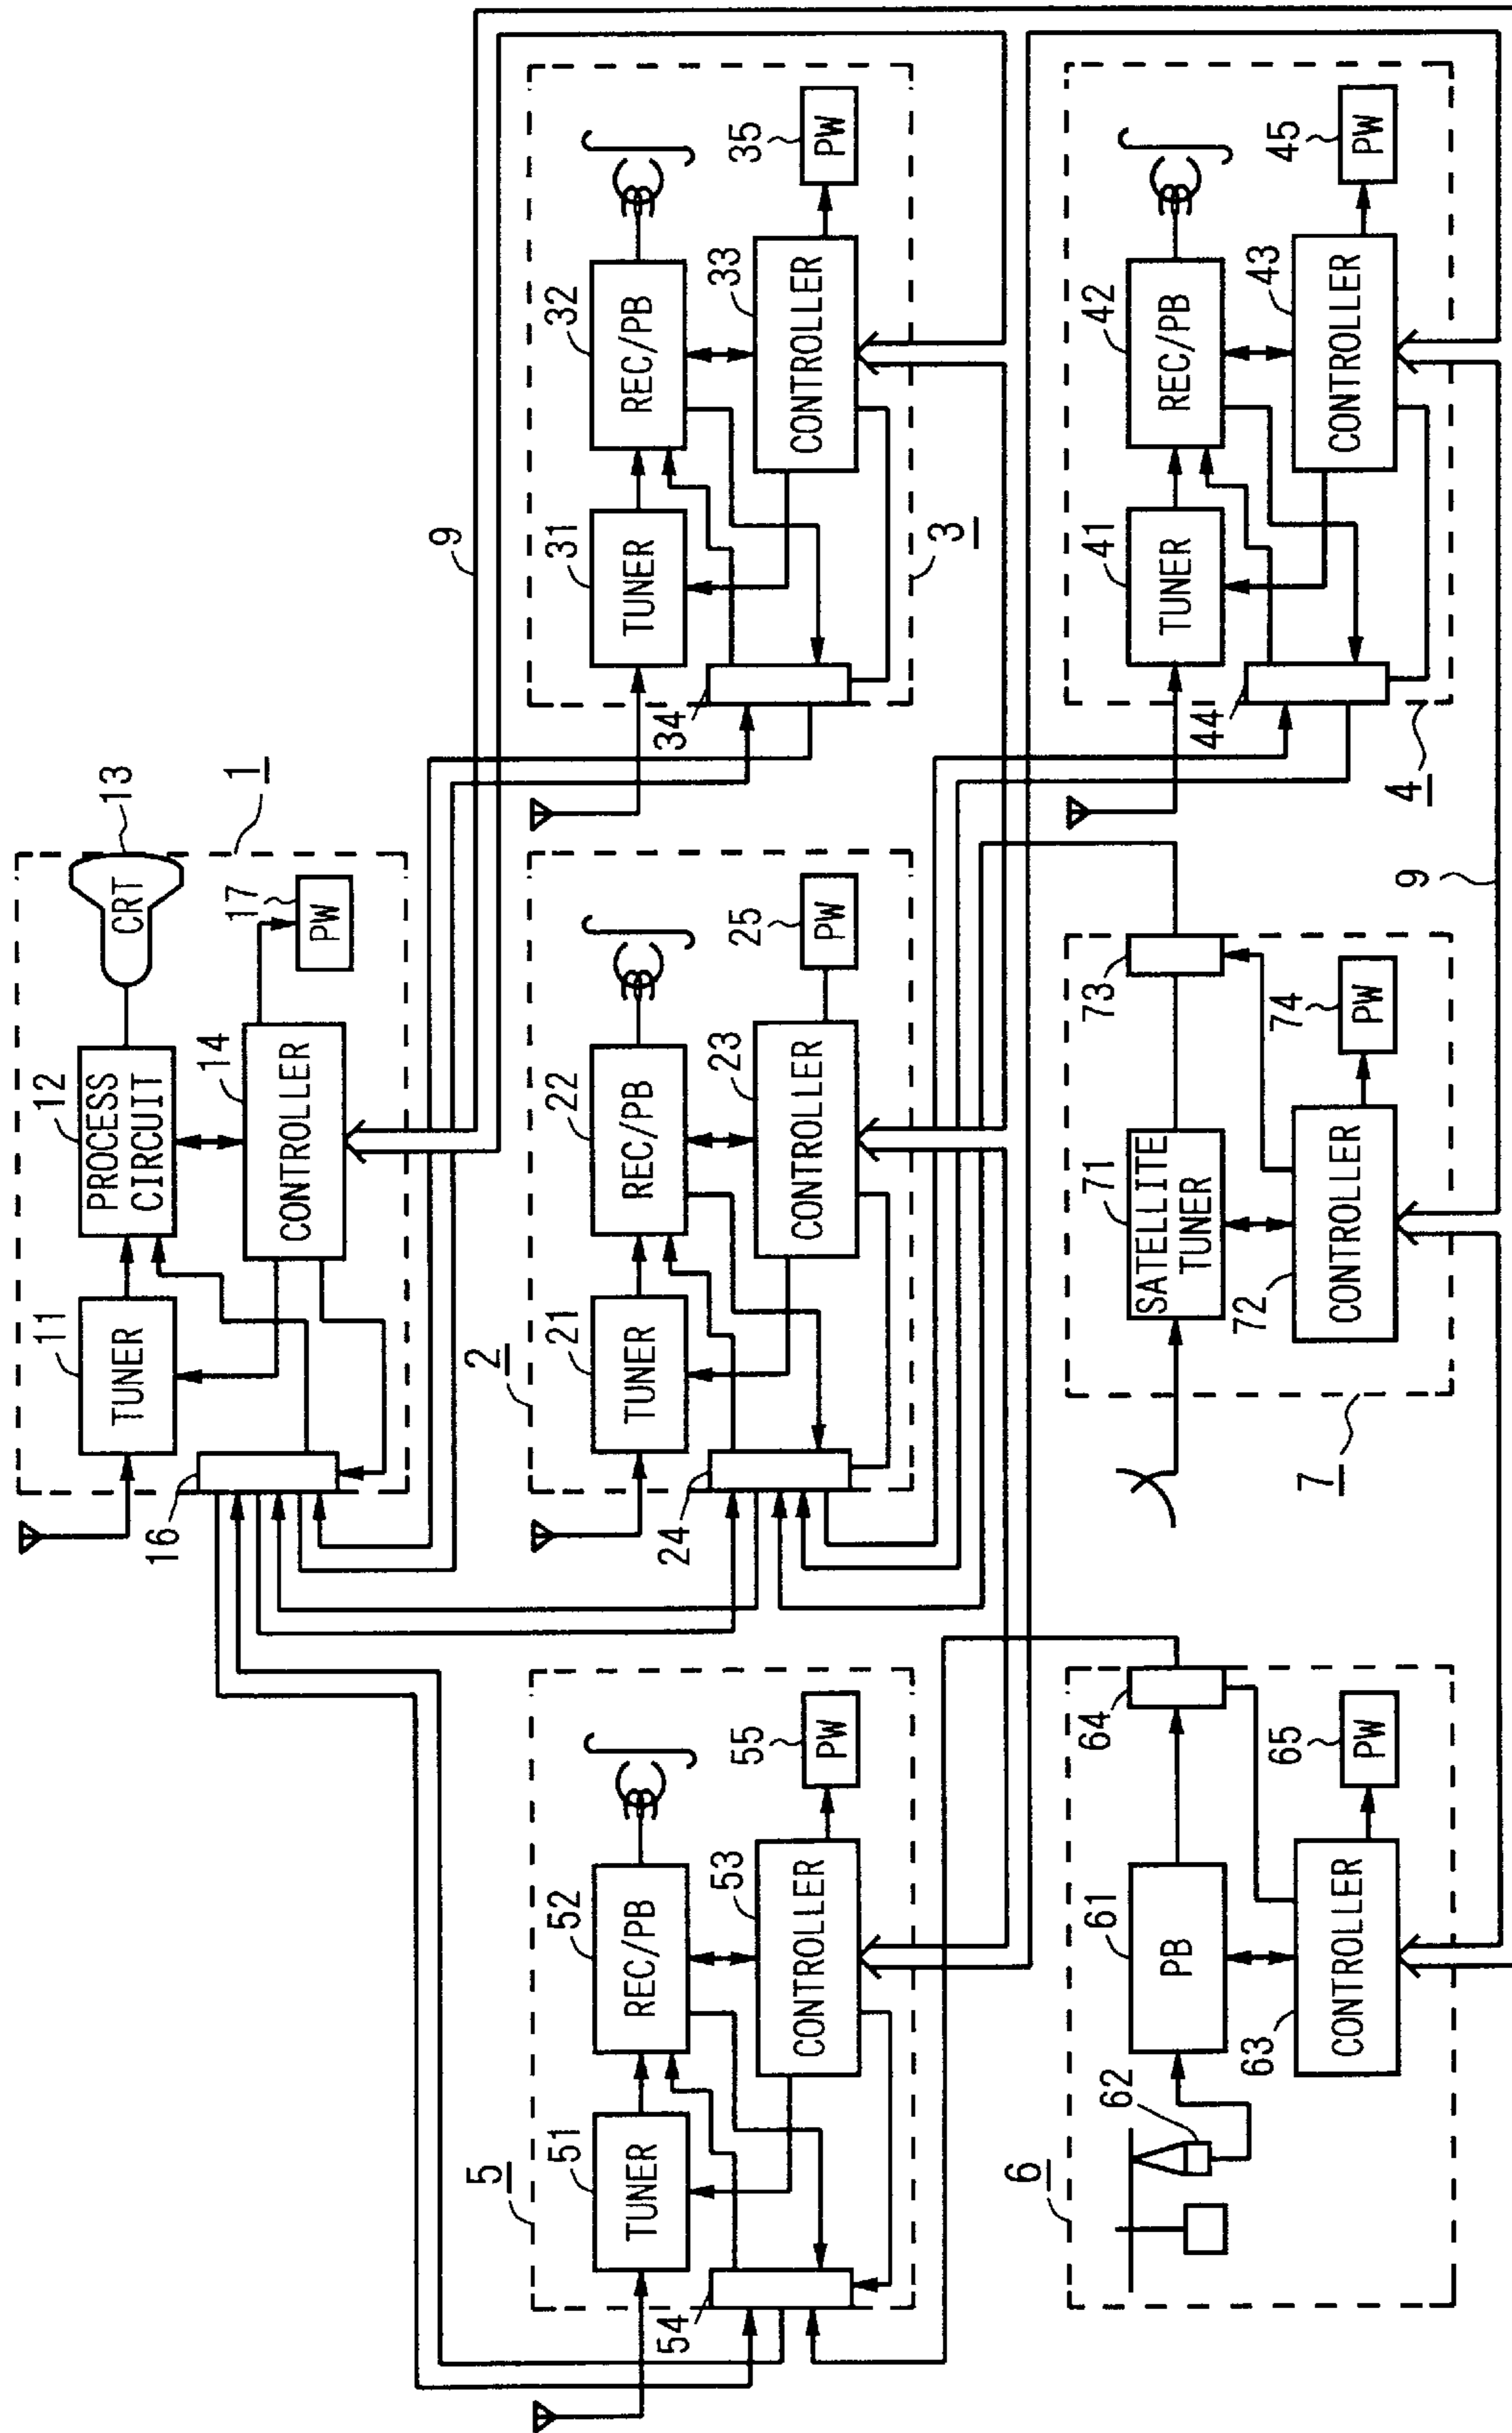 11
TUNER
12
PROCESS
CIRCUIT
CRT
13
14
CONTROLLER
17
PW
16
1
9
2
21
TUNER
22
REC/PB
23
CONTROLLER
24
25
PW
31
TUNER
32
REC/PB
33
CONTROLLER
34
35
PW
3
5
51
TUNER
52
REC/PB
53
CONTROLLER
54
55
PW
6
62
61
PB
63
CONTROLLER
64
65
PW
71
SATELLITE
TUNER
72
CONTROLLER
73
74
PW
7
9
41
TUNER
42
REC/PB
43
CONTROLLER
44
45
PW
4